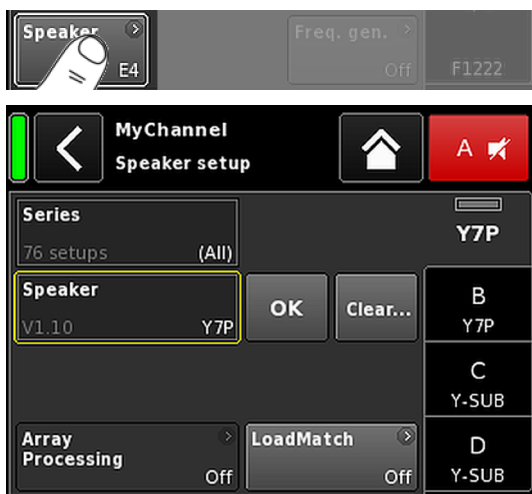 Speaker
Freq. gen.
E4
Off
F1222
MyChannel
Speaker setup
A
Series
76 setups
(All)
Y7P
Speaker
V1.10
Y7P
OK
Clear...
B
Y7P
C
Y-SUB
Array
Processing
Off
LoadMatch
Off
D
Y-SUB